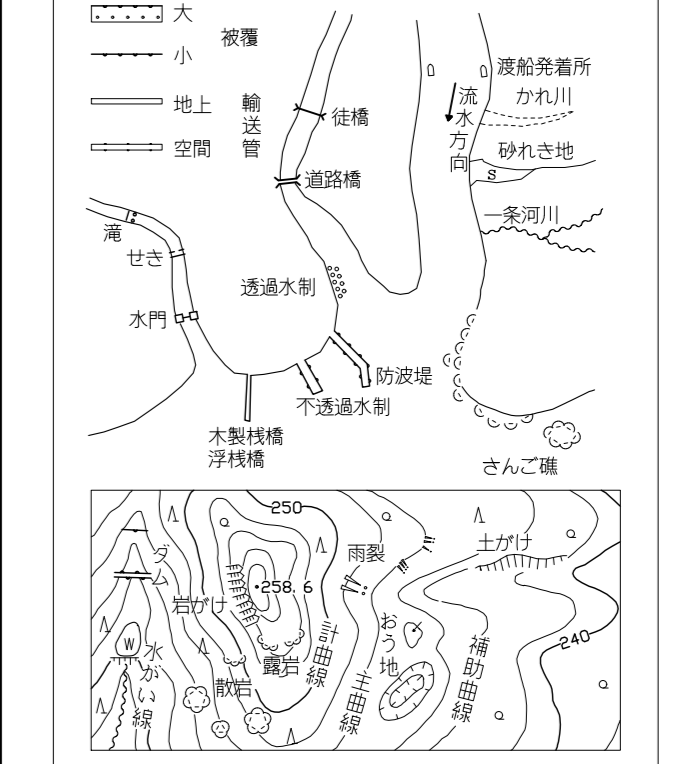 大
被覆
小
地上
輸送管
空間
徒橋
道路橋
渡船発着所
流水方向
かれ川
砂れき地
S
一条河川
滝
せき
水門
透過水制
防波堤
不透過水制
木製桟橋
浮桟橋
さんご礁
250
ダム
雨裂
土がけ
258.6
岩がけ
W
水がい線
露岩
散岩
計曲線
主曲線
おう地
補助曲線
240